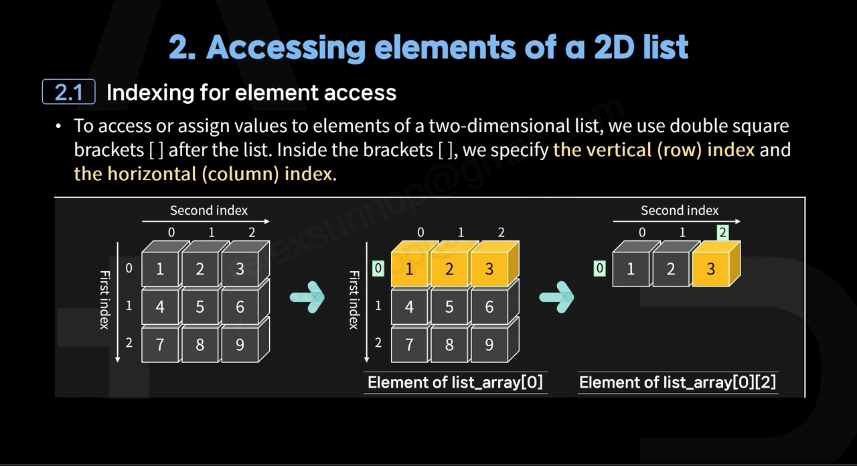 2. Accessing elements of a 2D list
2.1 Indexing for element access
• To access or assign values to elements of a two-dimensional list, we use double square
brackets [ ] after the list. Inside the brackets [ ], we specify the vertical (row) index and
the horizontal (column) index.
Second index
0 1 2
First index
0 1 2 3
1 4 5 6
2 7 8 9
0 1 2
First index
0 1 2 3
1 4 5 6
2 7 8 9
Element of list_array[0]
Second index
0 1 2
0 1 2 3
Element of list_array[0][2]